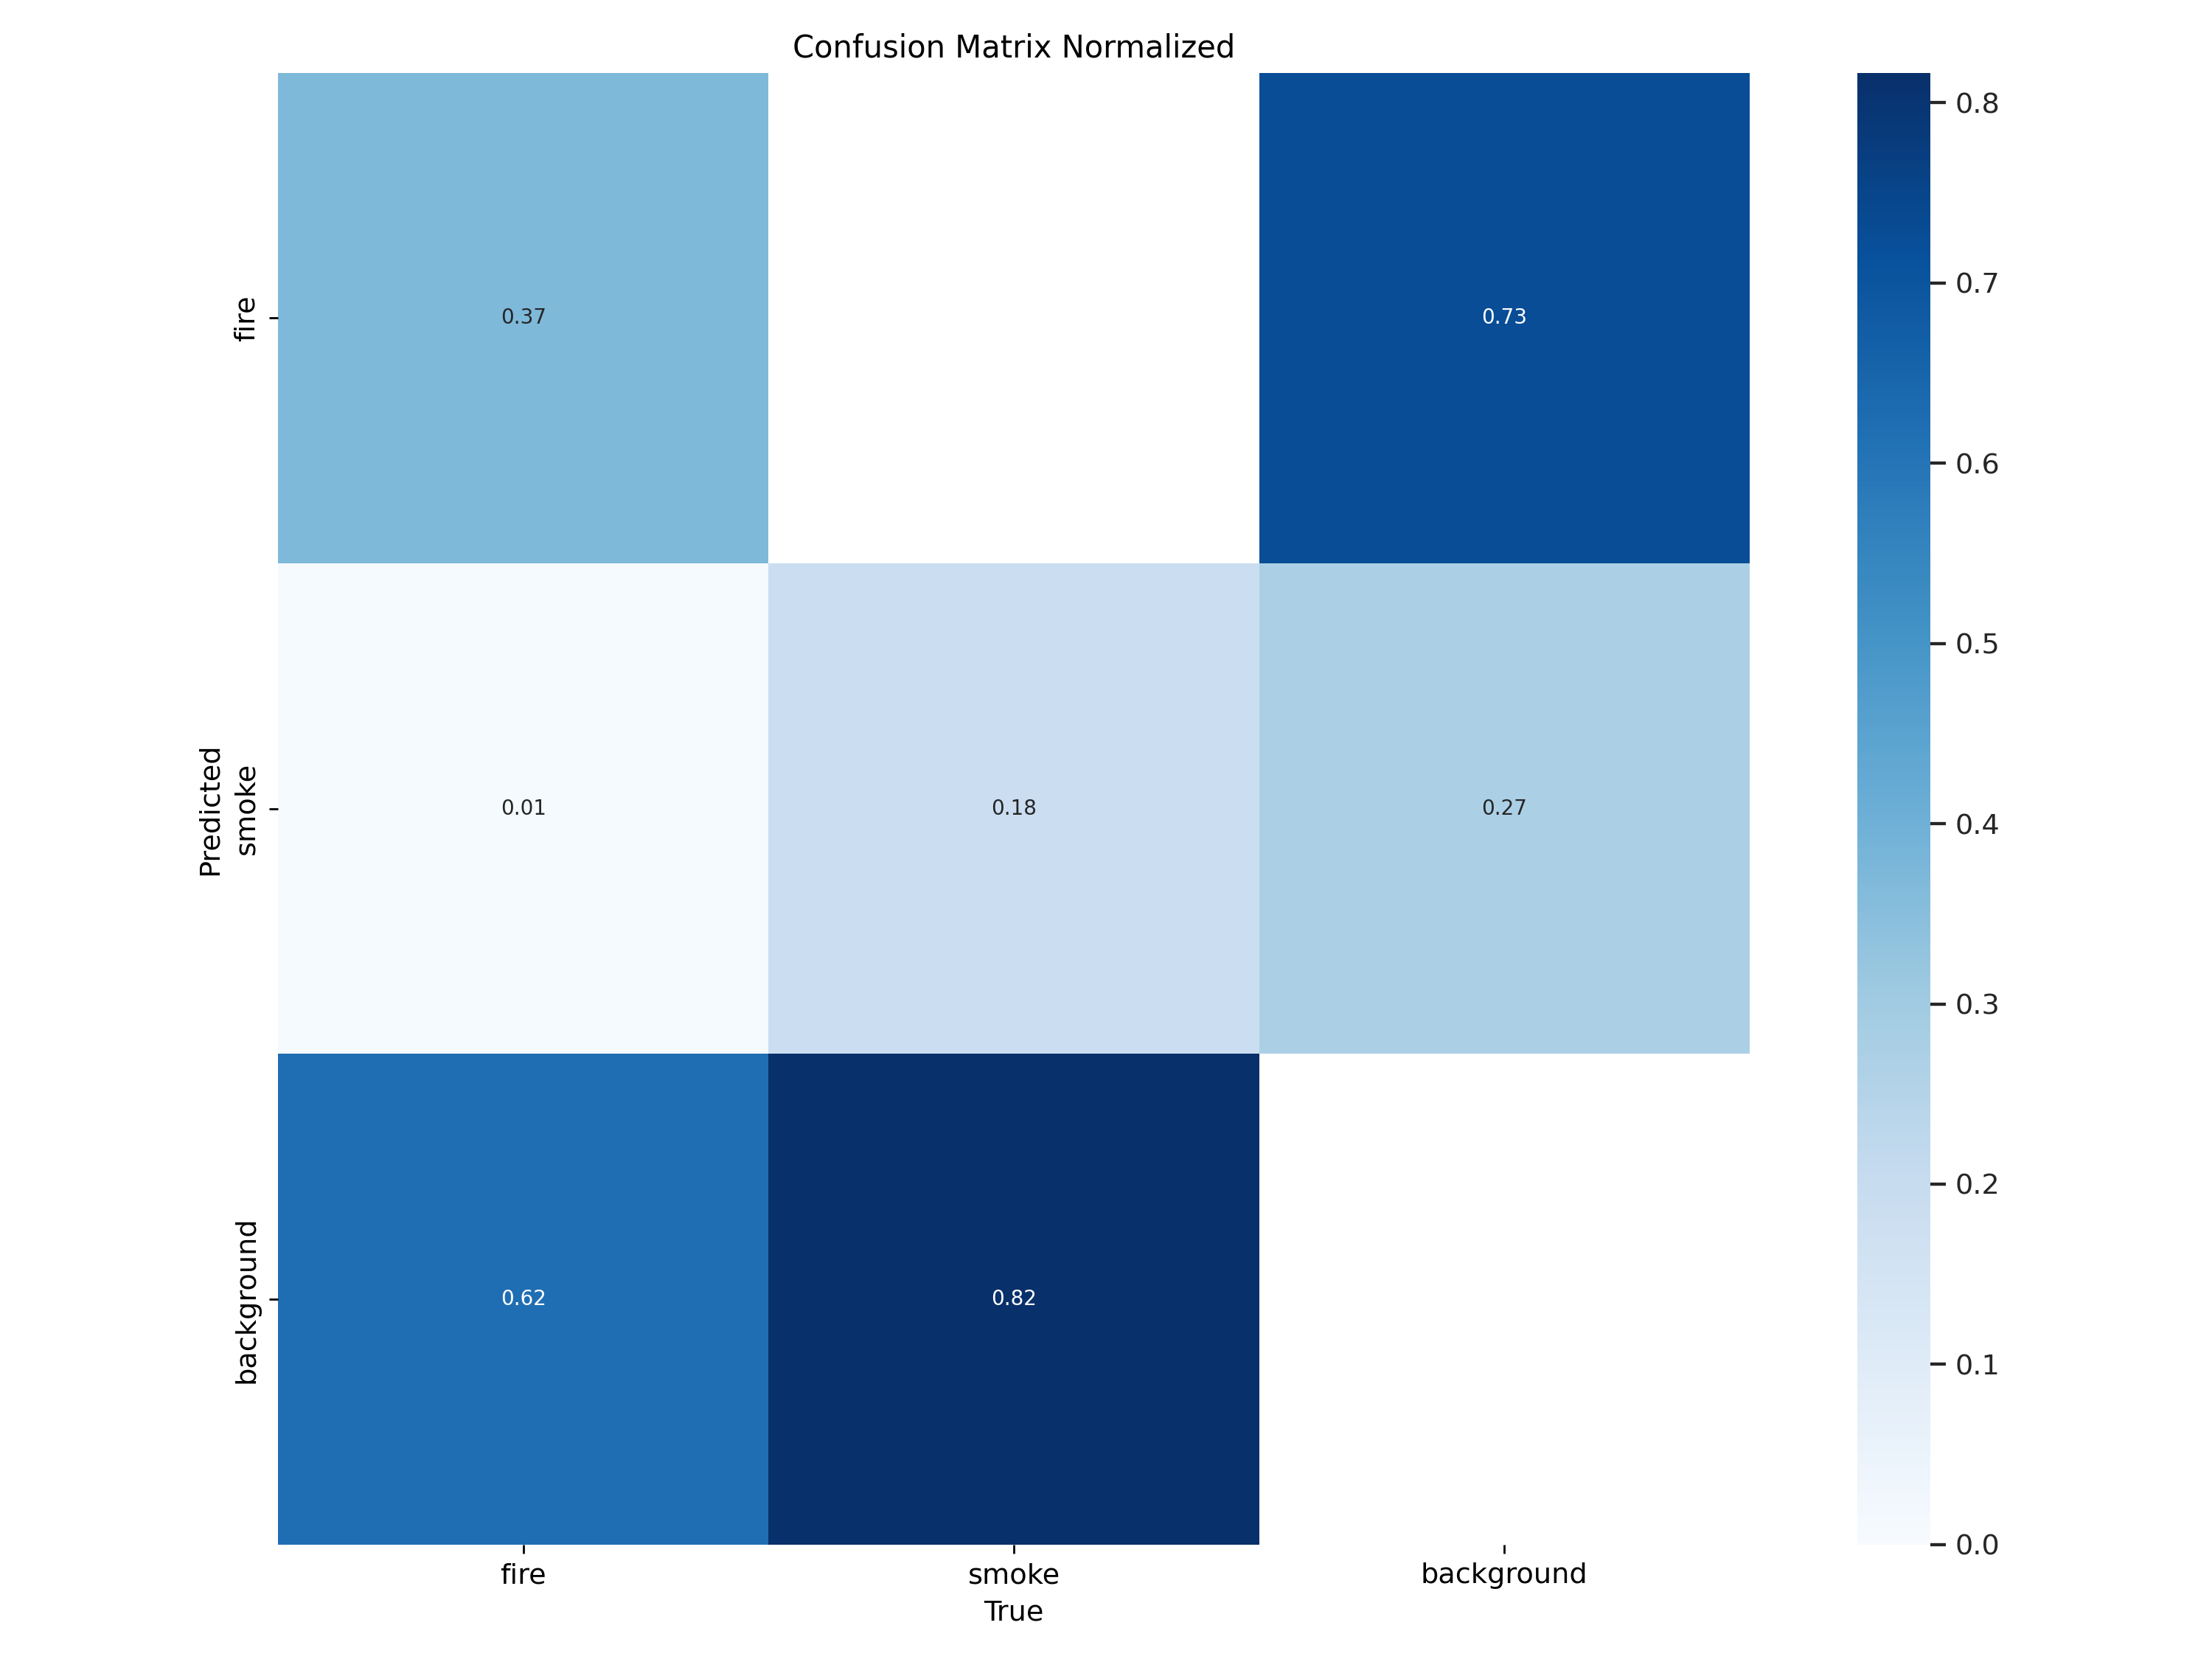 Confusion Matrix Normalized
fire
0.37
0.73
0.8
0.7
0.6
0.5
0.4
0.3
0.2
0.1
0.0
Predicted
smoke
0.01
0.18
0.27
background
0.62
0.82
fire
smoke
background
True